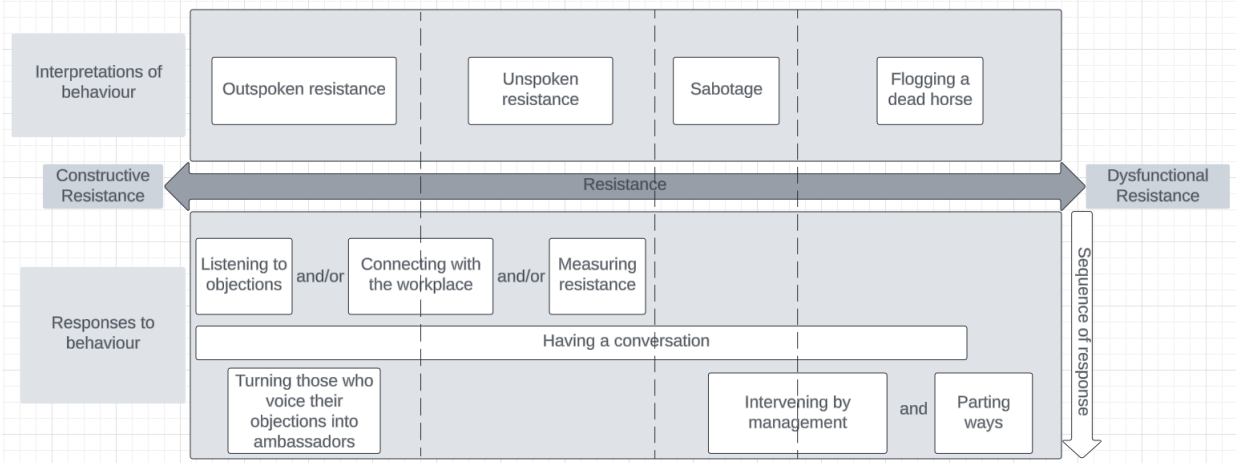 Interpretations of
behaviour
Outspoken resistance
Unspoken
resistance
Sabotage
Flogging a
dead horse
Constructive
Resistance
Resistance
Dysfunctional
Resistance
Responses to
behaviour
Listening to
objections
and/or
Connecting with
the workplace
and/or
Measuring
resistance
Having a conversation
Turning those who
voice their
objections into
ambassadors
Intervening by
management
and
Parting
ways
Sequence of response